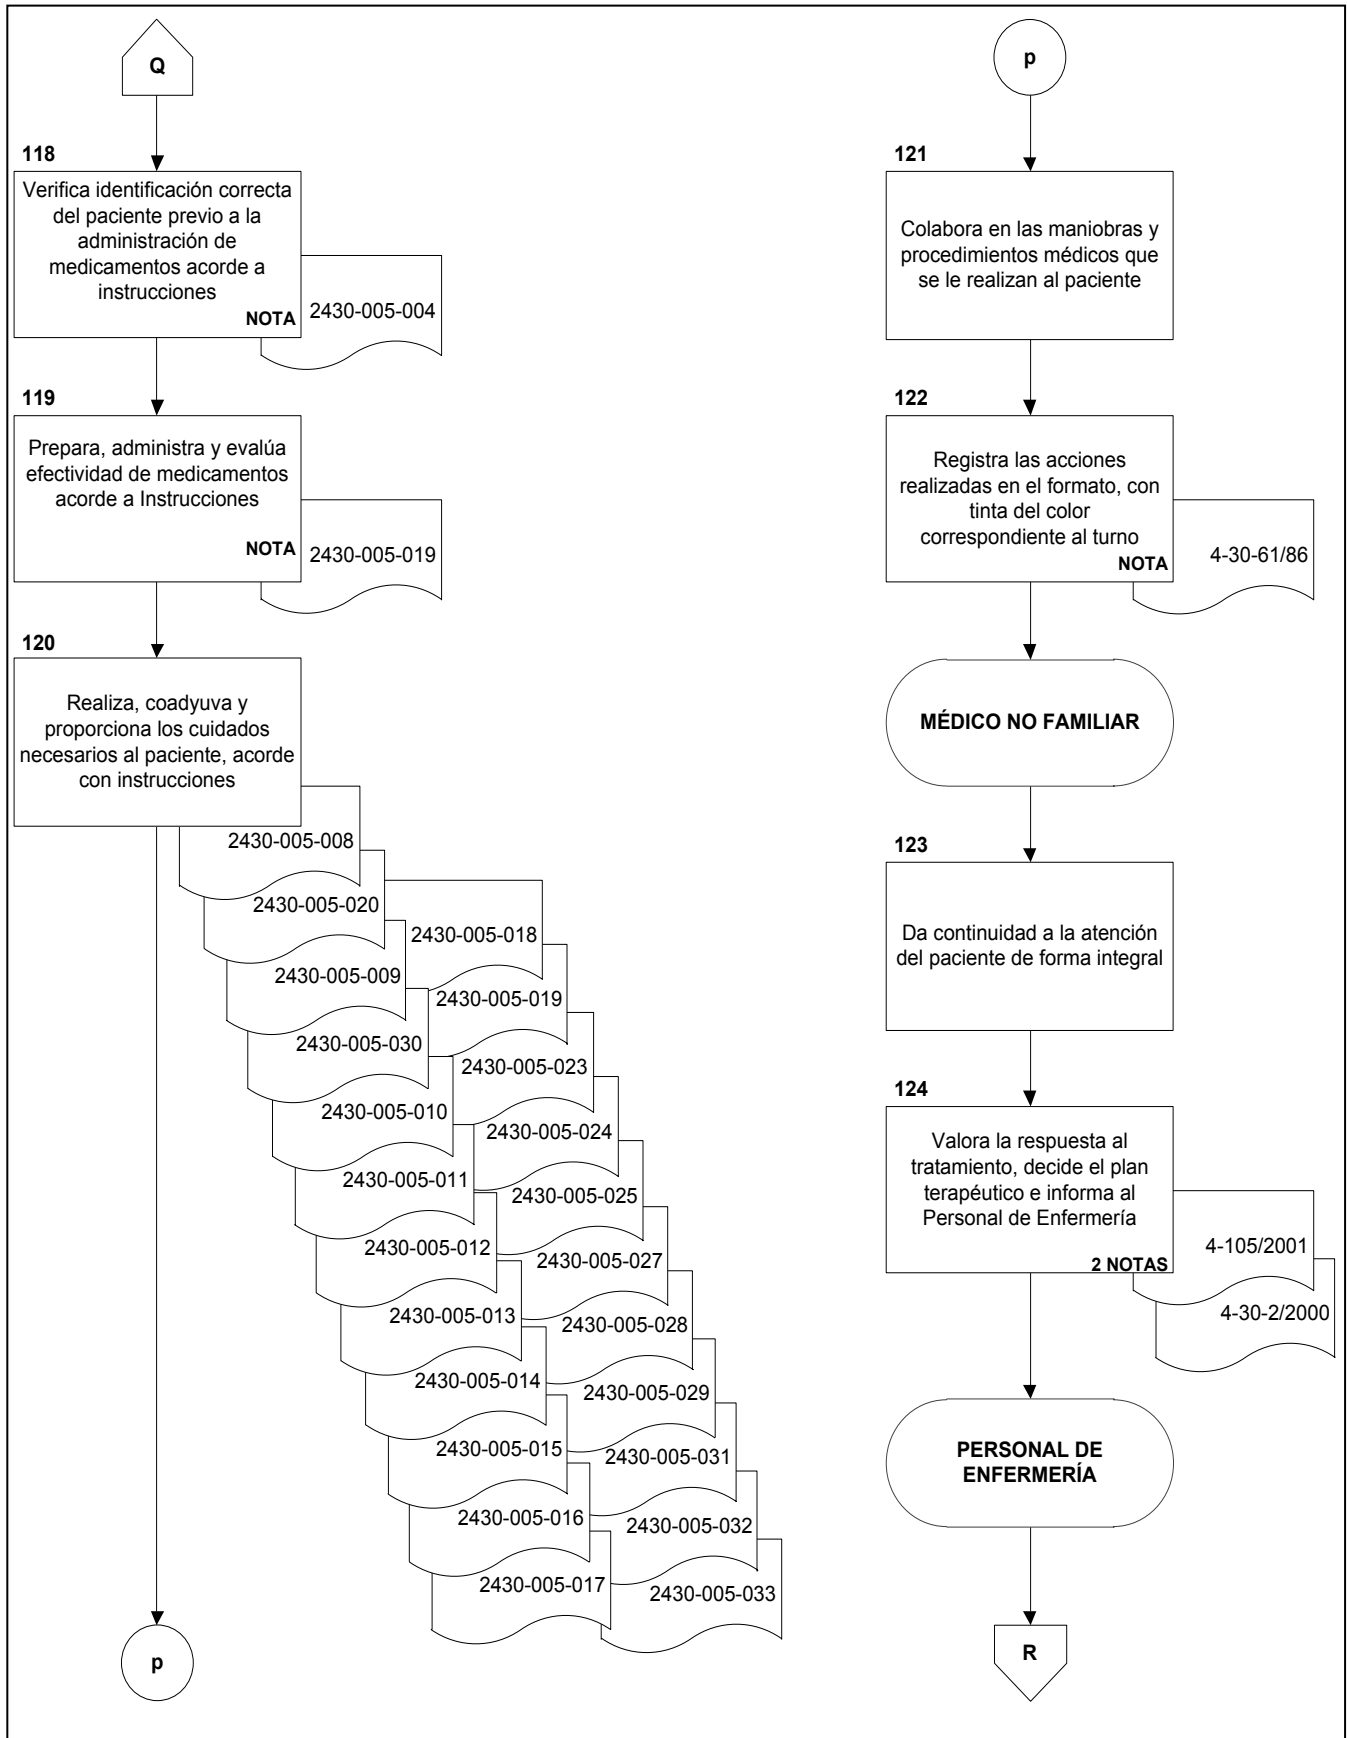 Q
118
Verifica identificación correcta
del paciente previo a la
administración de
medicamentos acorde a
instrucciones
NOTA
2430-005-004
119
Prepara, administra y evalúa
efectividad de medicamentos
acorde a Instrucciones
NOTA
2430-005-019
120
Realiza, coadyuva y
proporciona los cuidados
necesarios al paciente, acorde
con instrucciones
2430-005-008
2430-005-020
2430-005-009
2430-005-030
2430-005-010
2430-005-011
2430-005-012
2430-005-013
2430-005-014
2430-005-015
2430-005-016
2430-005-017
2430-005-018
2430-005-019
2430-005-023
2430-005-024
2430-005-025
2430-005-027
2430-005-028
2430-005-029
2430-005-031
2430-005-032
2430-005-033
p
p
121
Colabora en las maniobras y
procedimientos médicos que
se le realizan al paciente
122
Registra las acciones
realizadas en el formato, con
tinta del color
correspondiente al turno
NOTA
4-30-61/86
MÉDICO NO FAMILIAR
123
Da continuidad a la atención
del paciente de forma integral
124
Valora la respuesta al
tratamiento, decide el plan
terapéutico e informa al
Personal de Enfermería
2 NOTAS
4-105/2001
4-30-2/2000
PERSONAL DE
ENFERMERÍA
R